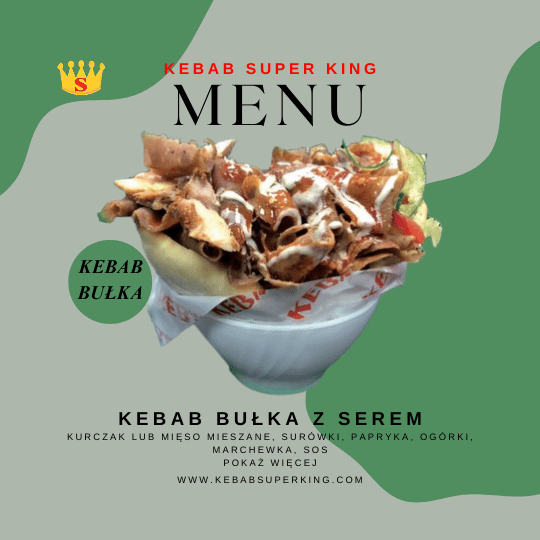 S
KEBAB SUPER KING
MENU
KEBAB
BUŁKA
KEBAB BUŁKA Z SEREM
KURCZAK LUB MIĘSO MIESZANE, SURÓWKI, PAPRYKA, OGÓRKI,
MARCHEWKA, SOS
POKAŻ WIĘCEJ
WWW.KEBABSUPERKING.COM